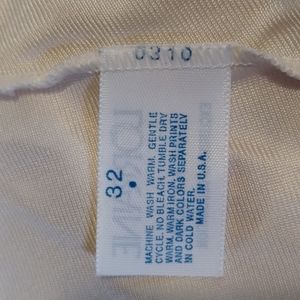 0310
32.
MACHINE WASH WARM, GENTLE
CYCLE. NO BLEACH. TUMBLE DRY
WARM. WARM IRON. WASH PRINTS
AND DARK COLORS SEPARATELY
IN COLD WATER.
MADE IN U.S.A.